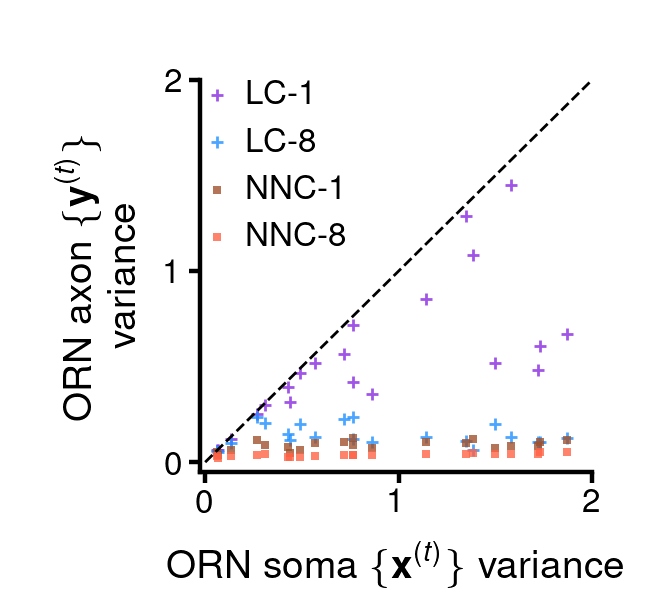 2
LC-1
LC-8
NNC-1
NNC-8
1
0
ORN axon {y^(t)}
variance
0 1 2
ORN soma {x^(t)} variance